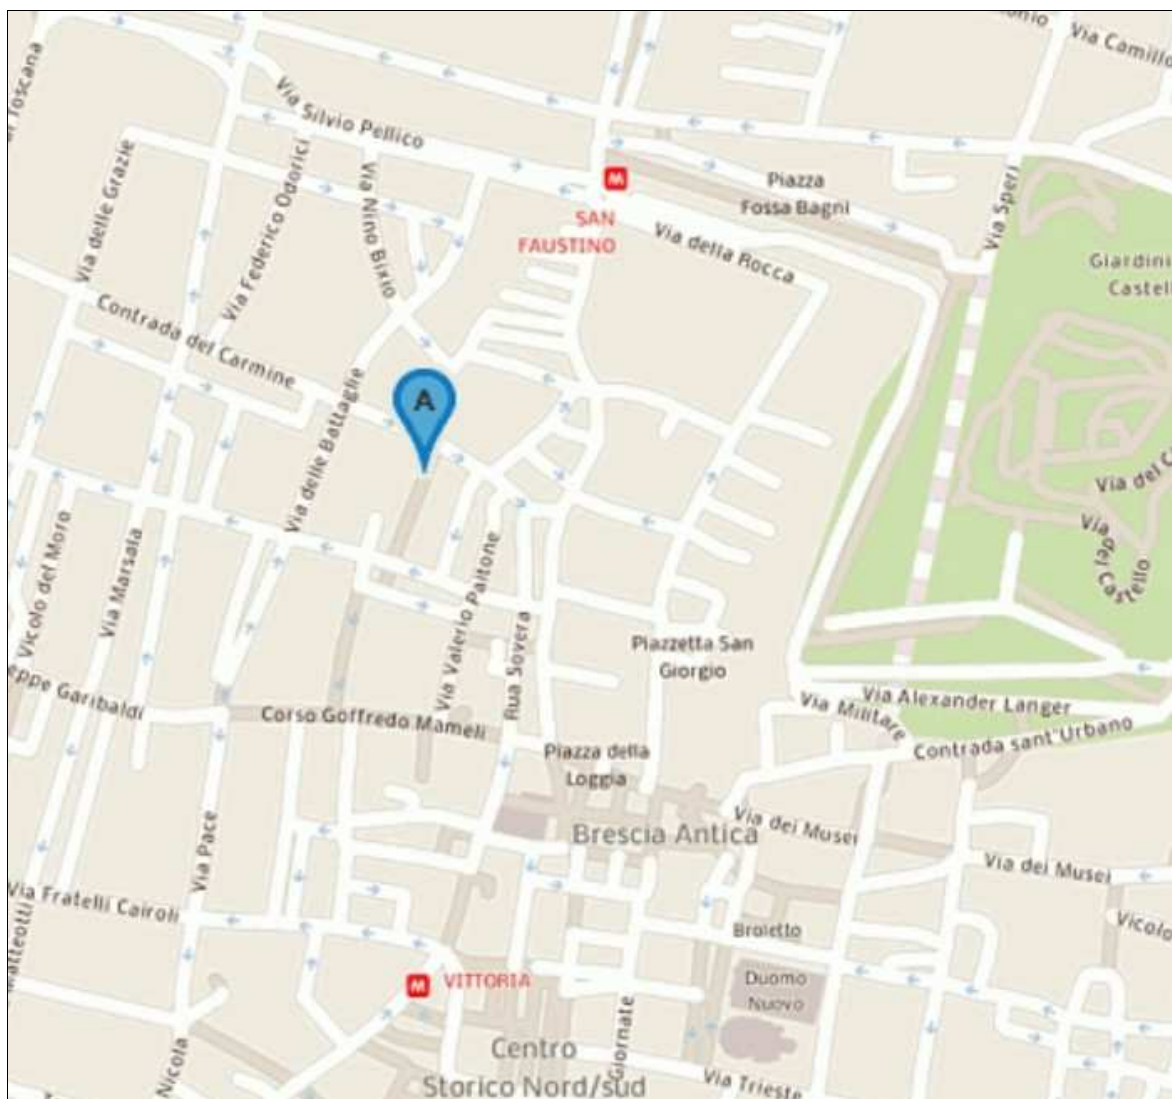 Via Camillo
Toscana
Via Silvio Pellico
Via delle Grazie
Via Federico Odorici
Via Nino Bixio
Piazza
Fossa Bagni
Via Speri
SAN
FAUSTINO
Via della Rocca
Giardini
Castel
Contrada del Carmine
Via delle Battaglie
A
Via del
Via del Castello
Vicolo del Moro
Via Marsala
Via Valerio Paitone
Rua Sovera
Piazzetta San
Giorgio
eppe Garibaldi
Corso Goffredo Mameli
Via Alexander Langer
Via Militare
Contrada sant'Urbano
Piazza della
Loggia
Brescia Antica
Via dei Musei
Via dei Musei
Via Pace
Via Fratelli Cairoli
Matteotti
Broletto
Vicolo
M VITTORIA
Duomo
Nuovo
Centro
Storico Nord/sud
Giornate
Nicola
Via Trieste